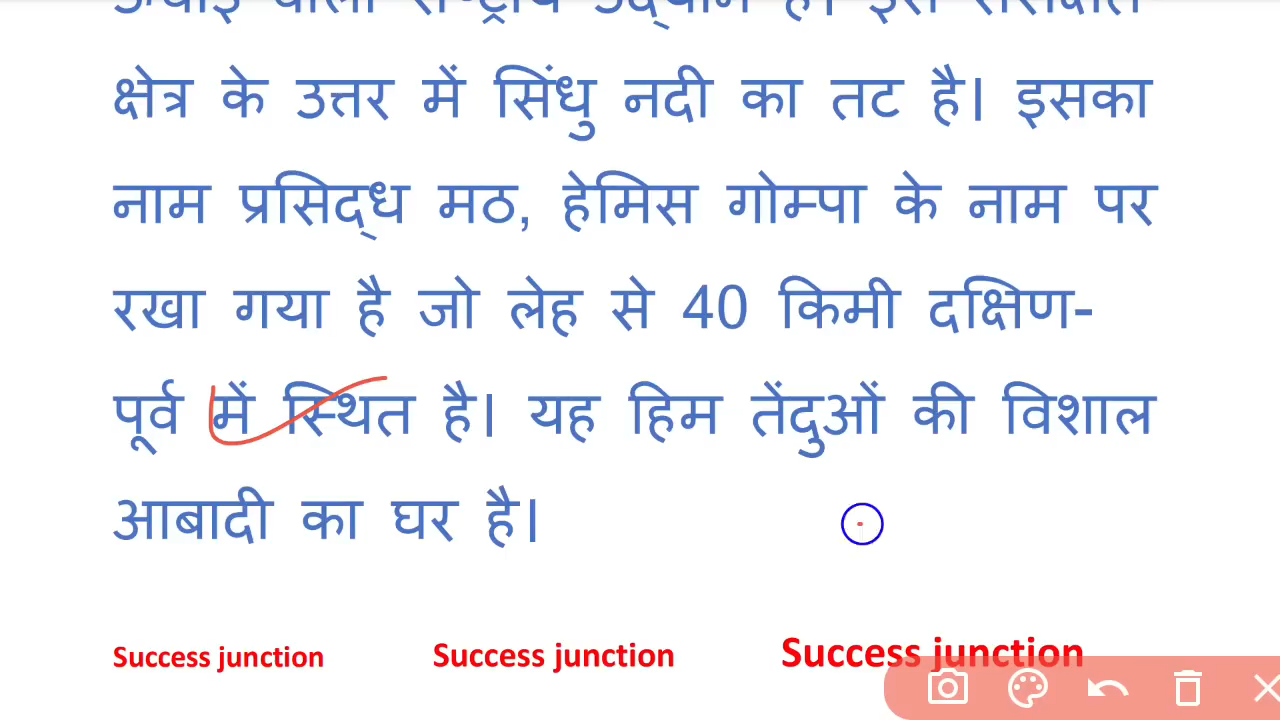 क्षेत्र के उत्तर में सिंधु नदी का तट है। इसका
नाम प्रसिद्ध मठ, हेमिस गोम्पा के नाम पर
रखा गया है जो लेह से 40 किमी दक्षिण-
पूर्व में स्थित है। यह हिम तेंदुओं की विशाल
आबादी का घर है।
Success junction Success junction Success junction